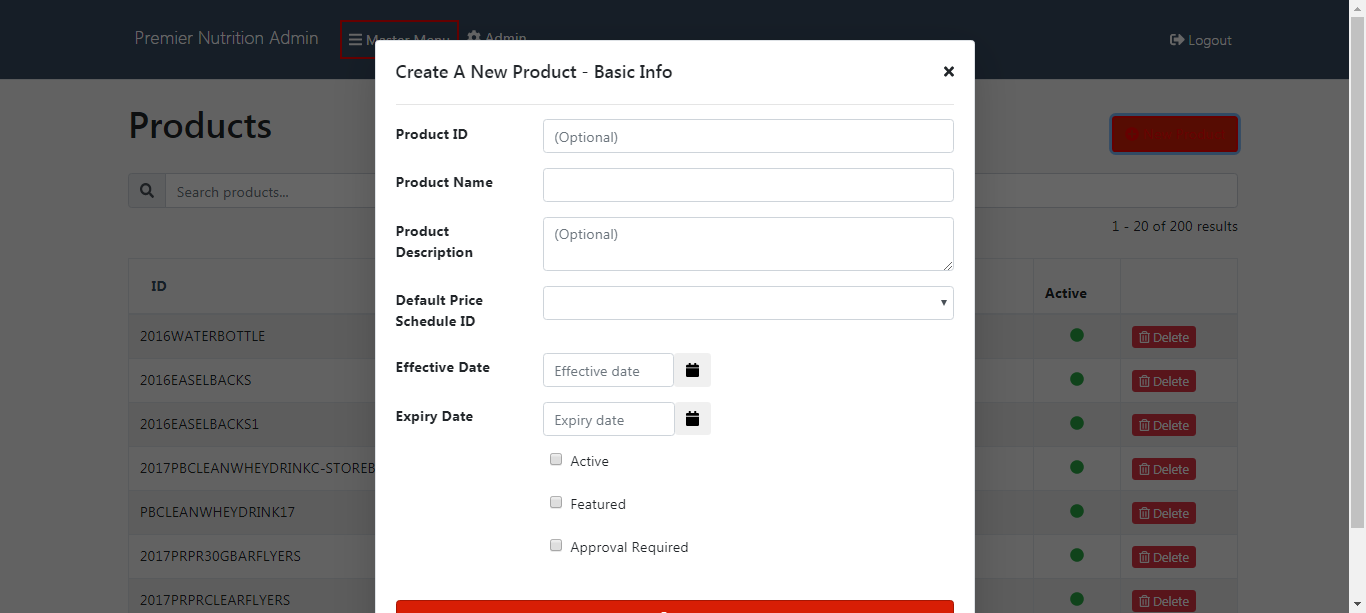 Premier Nutrition Admin
Master Menu
Admin
Logout
Create A New Product - Basic Info
Products
Product ID
(Optional)
Product Name
Search products...
Product Description
(Optional)
1 - 20 of 200 results
Default Price Schedule ID
ID
Active
Effective Date
Effective date
Expiry Date
Expiry date
Active
Featured
Approval Required
2016WATERBOTTLE
Delete
2016EASELBACKS
Delete
2016EASELBACKS1
Delete
2017PBCLEANWHEYDRINKC-STOREB
Delete
PBCLEANWHEYDRINK17
Delete
2017PRPR30GBARFLYERS
Delete
2017PRPRCLEARFLYERS
Delete